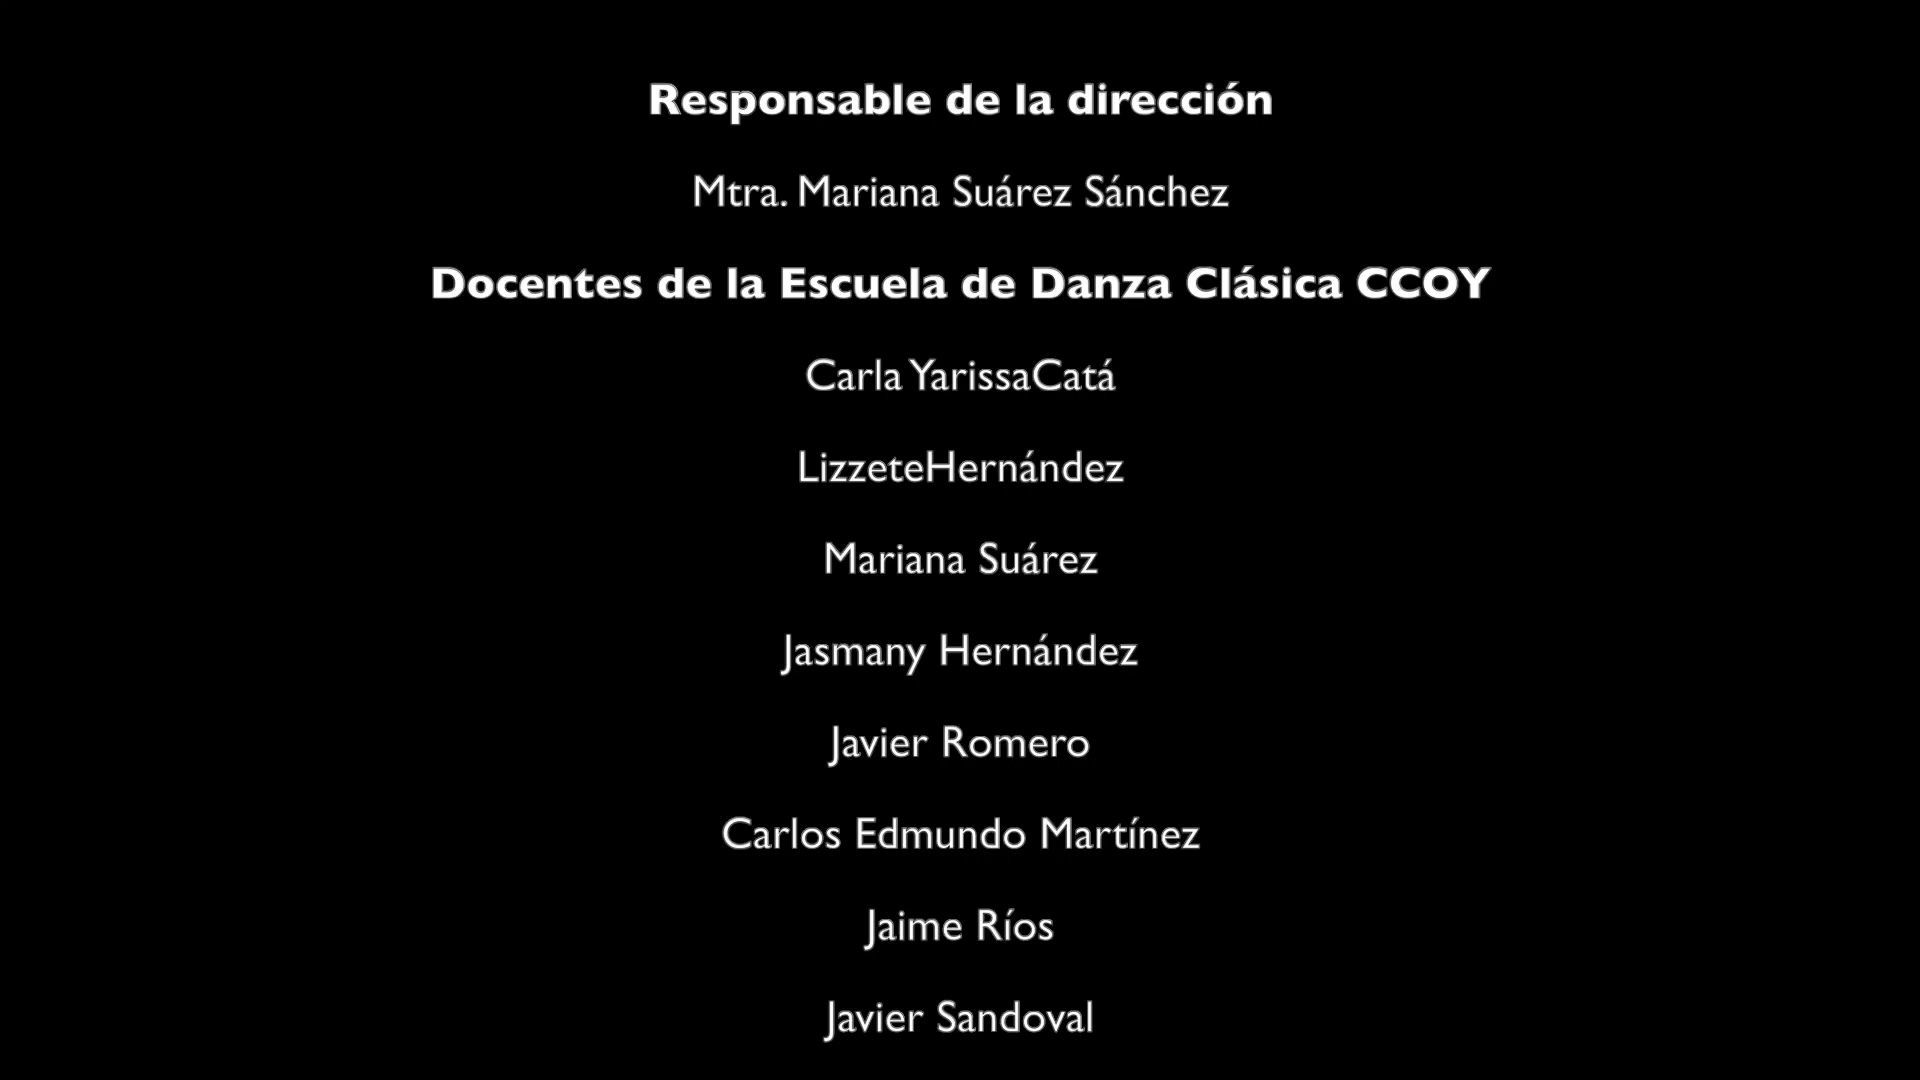 Responsable de la dirección
Mtra. Mariana Suárez Sánchez
Docentes de la Escuela de Danza Clásica CCOY
Carla YarissaCatá
LizzeteHernández
Mariana Suárez
Jasmany Hernández
Javier Romero
Carlos Edmundo Martínez
Jaime Ríos
Javier Sandoval